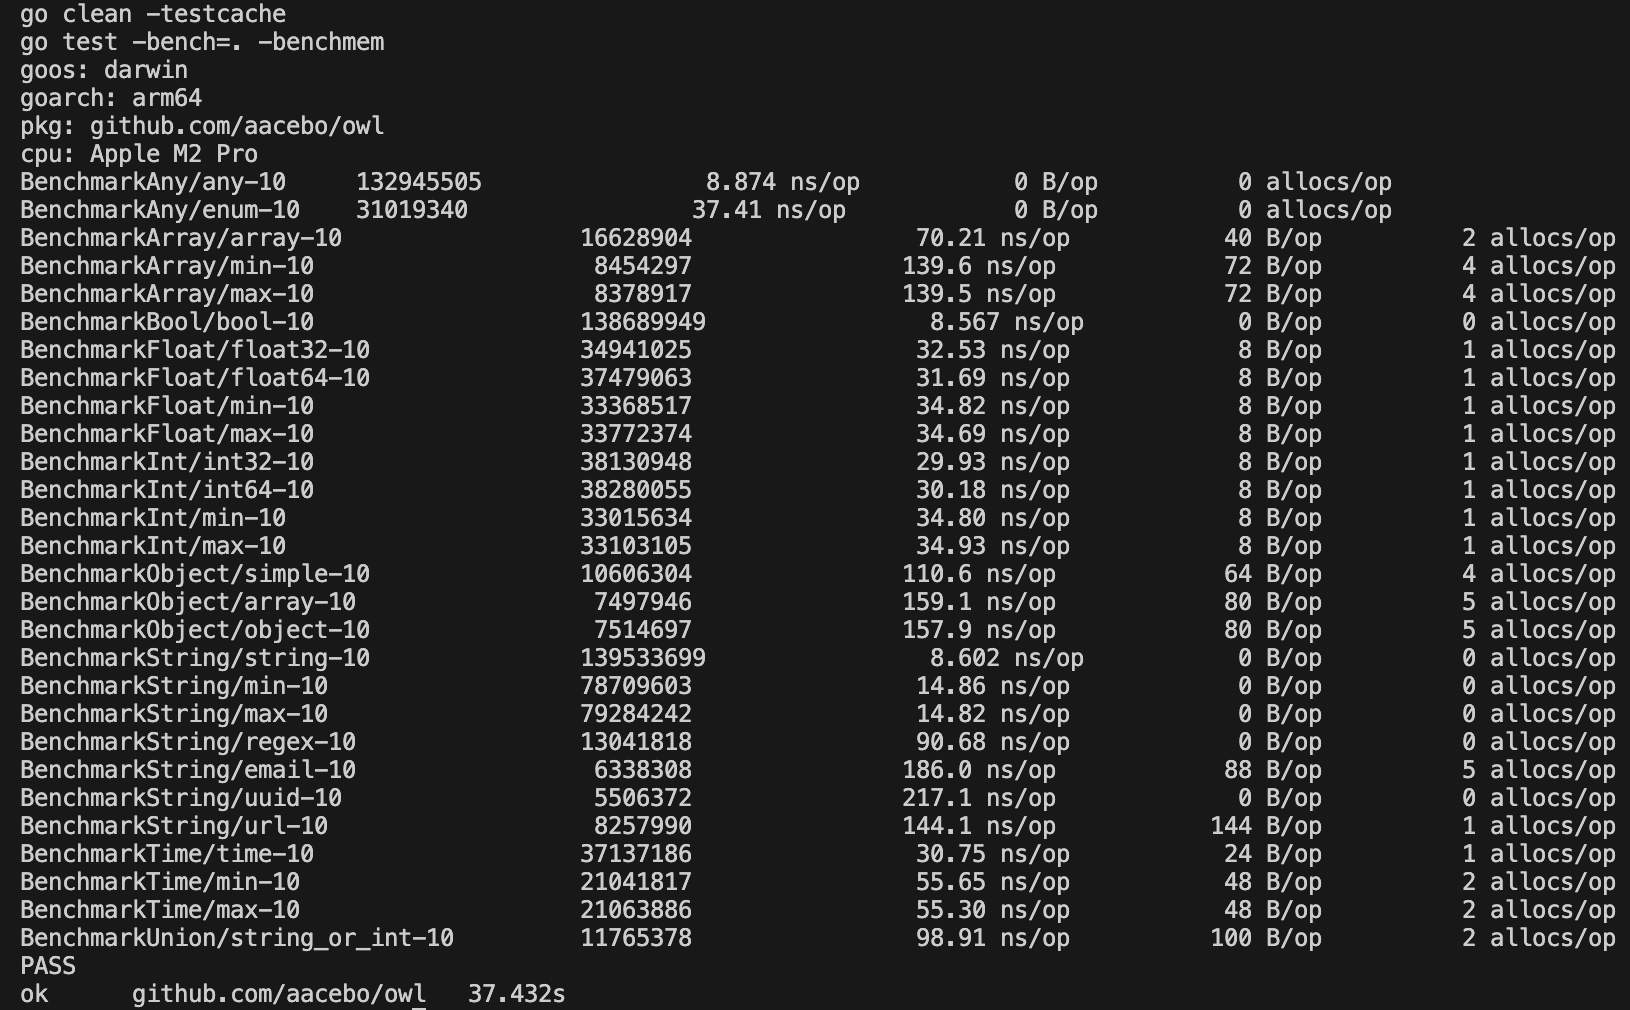 go clean -testcache
go test -bench=. -benchmem
goos: darwin
goarch: arm64
pkg: github.com/aacebo/owl
cpu: Apple M2 Pro
BenchmarkAny/any-10 132945505 8.874 ns/op 0 B/op 0 allocs/op
BenchmarkAny/enum-10 31019340 37.41 ns/op 0 B/op 0 allocs/op
BenchmarkArray/array-10 16628904 70.21 ns/op 40 B/op 2 allocs/op
BenchmarkArray/min-10 8454297 139.6 ns/op 72 B/op 4 allocs/op
BenchmarkArray/max-10 8378917 139.5 ns/op 72 B/op 4 allocs/op
BenchmarkBool/bool-10 138689949 8.567 ns/op 0 B/op 0 allocs/op
BenchmarkFloat/float32-10 34941025 32.53 ns/op 8 B/op 1 allocs/op
BenchmarkFloat/float64-10 37479063 31.69 ns/op 8 B/op 1 allocs/op
BenchmarkFloat/min-10 33368517 34.82 ns/op 8 B/op 1 allocs/op
BenchmarkFloat/max-10 33772374 34.69 ns/op 8 B/op 1 allocs/op
BenchmarkInt/int32-10 38130948 29.93 ns/op 8 B/op 1 allocs/op
BenchmarkInt/int64-10 38280055 30.18 ns/op 8 B/op 1 allocs/op
BenchmarkInt/min-10 33015634 34.80 ns/op 8 B/op 1 allocs/op
BenchmarkInt/max-10 33103105 34.93 ns/op 8 B/op 1 allocs/op
BenchmarkObject/simple-10 10606304 110.6 ns/op 64 B/op 4 allocs/op
BenchmarkObject/array-10 7497946 159.1 ns/op 80 B/op 5 allocs/op
BenchmarkObject/object-10 7514697 157.9 ns/op 80 B/op 5 allocs/op
BenchmarkString/string-10 139533699 8.602 ns/op 0 B/op 0 allocs/op
BenchmarkString/min-10 78709603 14.86 ns/op 0 B/op 0 allocs/op
BenchmarkString/max-10 79284242 14.82 ns/op 0 B/op 0 allocs/op
BenchmarkString/regex-10 13041818 90.68 ns/op 0 B/op 0 allocs/op
BenchmarkString/email-10 6338308 186.0 ns/op 88 B/op 5 allocs/op
BenchmarkString/uuid-10 5506372 217.1 ns/op 0 B/op 0 allocs/op
BenchmarkString/url-10 8257990 144.1 ns/op 144 B/op 1 allocs/op
BenchmarkTime/time-10 37137186 30.75 ns/op 24 B/op 1 allocs/op
BenchmarkTime/min-10 21041817 55.65 ns/op 48 B/op 2 allocs/op
BenchmarkTime/max-10 21063886 55.30 ns/op 48 B/op 2 allocs/op
BenchmarkUnion/string_or_int-10 11765378 98.91 ns/op 100 B/op 2 allocs/op
PASS
ok github.com/aacebo/owl 37.432s